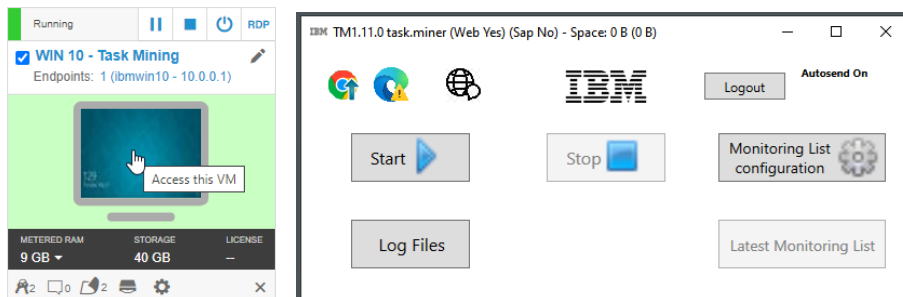 Running
RDP
WIN 10 - Task Mining
Endpoints: 1 (ibmwin10 - 10.0.0.1)
Access this VM
METERED RAM
STORAGE
LICENSE
9 GB
40 GB
--
2
0
2
IBM TM1.11.0 task.miner (Web Yes) (Sap No) - Space: 0 B (0 B)
IBM
Logout
Autosend On
Start
Stop
Monitoring List
configuration
Log Files
Latest Monitoring List